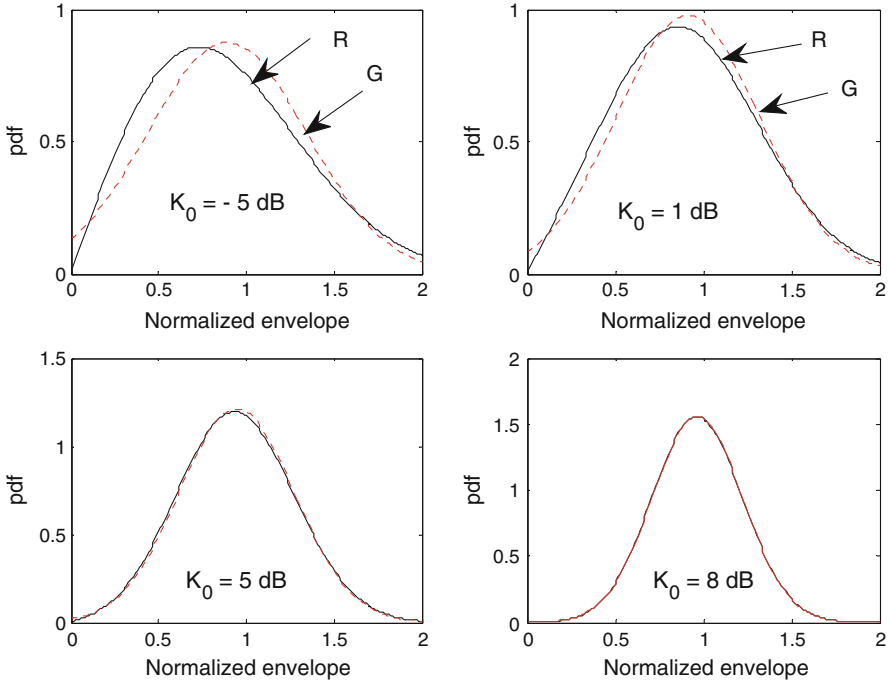 1
R
G
pdf
0.5
K0 = - 5 dB
0
0 0.5 1 1.5 2
Normalized envelope
1
R
G
pdf
0.5
K0 = 1 dB
0
0 0.5 1 1.5 2
Normalized envelope
1.5
1
pdf
0.5
K0 = 5 dB
0
0 0.5 1 1.5 2
Normalized envelope
2
1.5
pdf
1
0.5
K0 = 8 dB
0
0 0.5 1 1.5 2
Normalized envelope